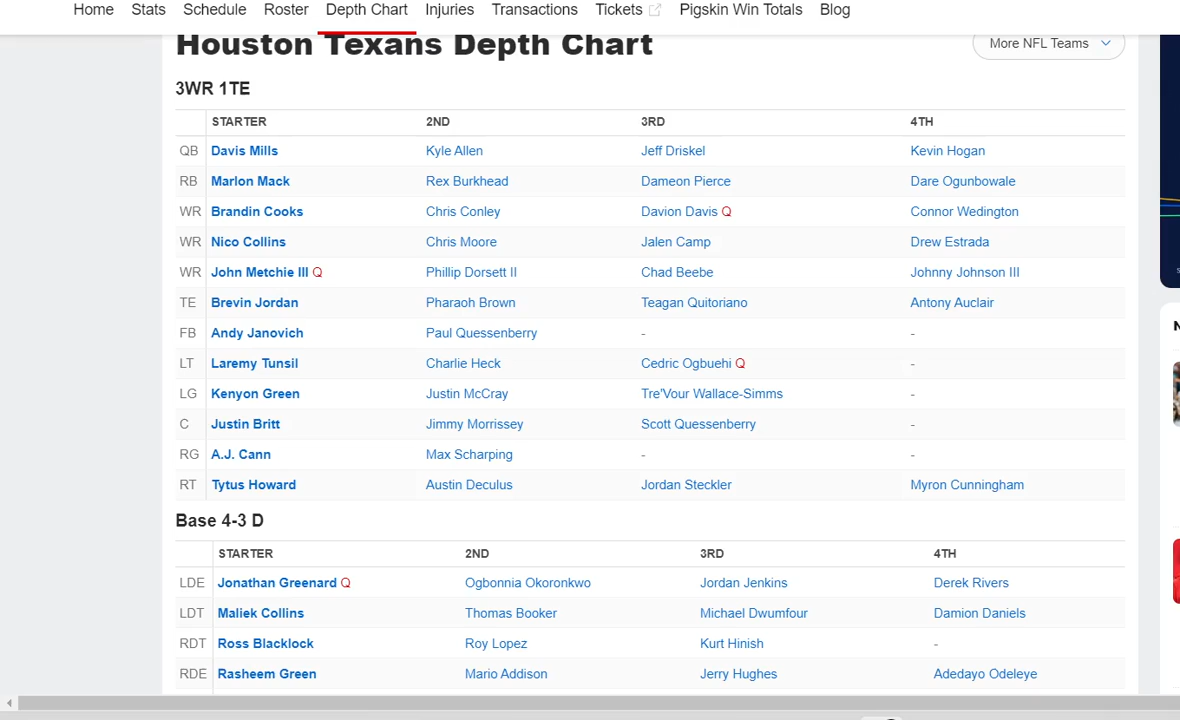 Home Stats Schedule Roster Depth Chart Injuries Transactions Tickets Pigskin Win Totals Blog
Houston Texans Depth Chart More NFL Teams
3WR 1TE
STARTER 2ND 3RD 4TH
QB Davis Mills Kyle Allen Jeff Driskel Kevin Hogan
RB Marlon Mack Rex Burkhead Dameon Pierce Dare Ogunbowale
WR Brandin Cooks Chris Conley Davion Davis Q Connor Wedington
WR Nico Collins Chris Moore Jalen Camp Drew Estrada
WR John Metchie III Q Phillip Dorsett II Chad Beebe Johnny Johnson III
TE Brevin Jordan Pharaoh Brown Teagan Quitoriano Antony Auclair
FB Andy Janovich Paul Quessenberry - -
LT Laremy Tunsil Charlie Heck Cedric Ogbuehi Q -
LG Kenyon Green Justin McCray Tre'Vour Wallace-Simms -
C Justin Britt Jimmy Morrissey Scott Quessenberry -
RG A.J. Cann Max Scharping - -
RT Tytus Howard Austin Deculus Jordan Steckler Myron Cunningham
Base 4-3 D
STARTER 2ND 3RD 4TH
LDE Jonathan Greenard Q Ogbonnia Okoronkwo Jordan Jenkins Derek Rivers
LDT Maliek Collins Thomas Booker Michael Dwumfour Damion Daniels
RDT Ross Blacklock Roy Lopez Kurt Hinish -
RDE Rasheem Green Mario Addison Jerry Hughes Adedayo Odeleye